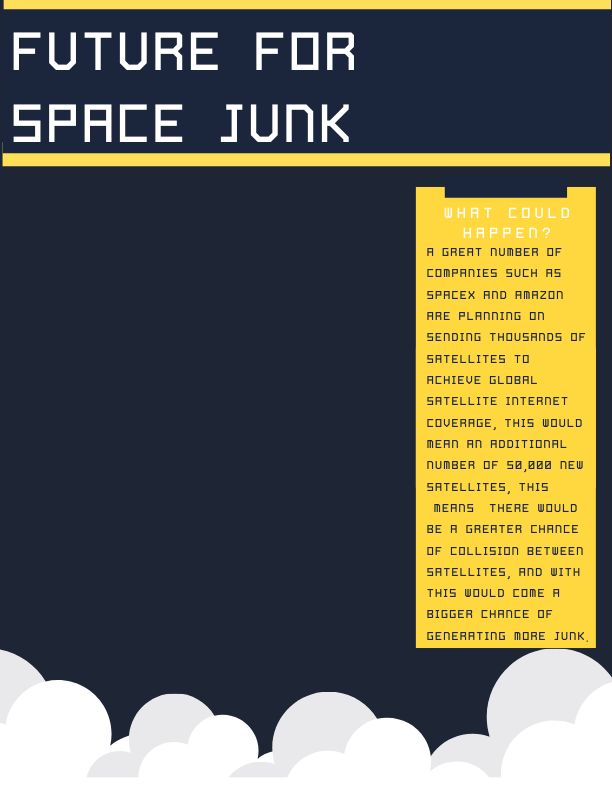 FUTURE FOR
SPACE JUNK
WHAT COULD
HAPPEN?
A GREAT NUMBER OF
COMPANIES SUCH AS
SPACEX AND AMAZON
ARE PLANNING ON
SENDING THOUSANDS OF
SATELLITES TO
ACHIEVE GLOBAL
SATELLITE INTERNET
COVERAGE, THIS WOULD
MEAN AN ADDITIONAL
NUMBER OF 50,000 NEW
SATELLITES, THIS
MEANS THERE WOULD
BE A GREATER CHANCE
OF COLLISION BETWEEN
SATELLITES, AND WITH
THIS WOULD COME A
BIGGER CHANCE OF
GENERATING MORE JUNK.